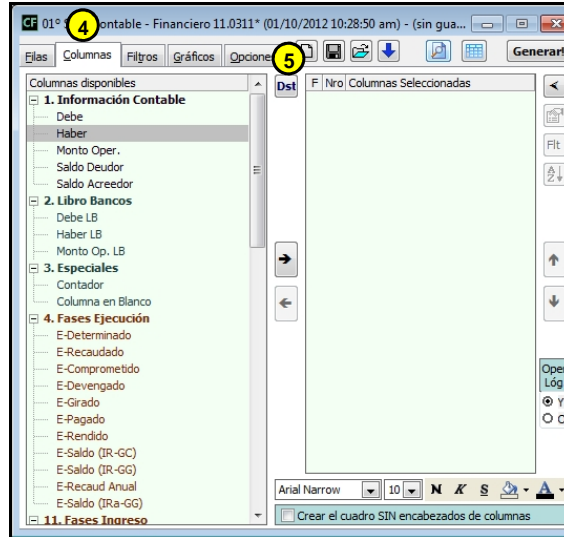 CF 01° S 4 ontable - Financiero 11.0311* (01/10/2012 10:28:50 am) - (sin gua...
Filas Columnas Filtros Gráficos Opcione 5 Generar!
Columnas disponibles
1. Información Contable
Debe
Haber
Monto Oper.
Saldo Deudor
Saldo Acreedor
2. Libro Bancos
Debe LB
Haber LB
Monto Op. LB
3. Especiales
Contador
Columna en Blanco
4. Fases Ejecución
E-Determinado
E-Recaudado
E-Comprometido
E-Devengado
E-Girado
E-Pagado
E-Rendido
E-Saldo (IR-GC)
E-Saldo (IR-GG)
E-Recaud Anual
E-Saldo (IRa-GG)
11. Fases Ingreso
Dst
F Nro Columnas Seleccionadas
Flt
A
Z
Oper
Lóg
Y
O
Arial Narrow 10 N K S A
Crear el cuadro SIN encabezados de columnas